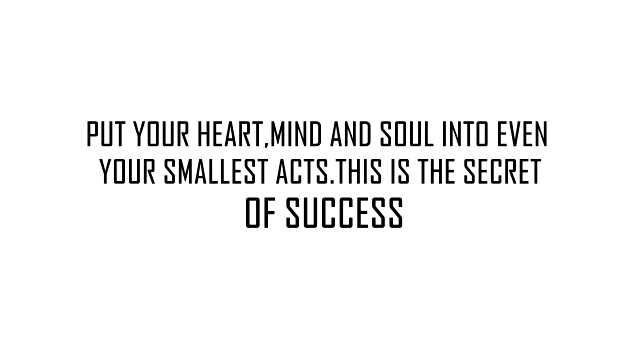 PUT YOUR HEART,MIND AND SOUL INTO EVEN
YOUR SMALLEST ACTS.THIS IS THE SECRET
OF SUCCESS